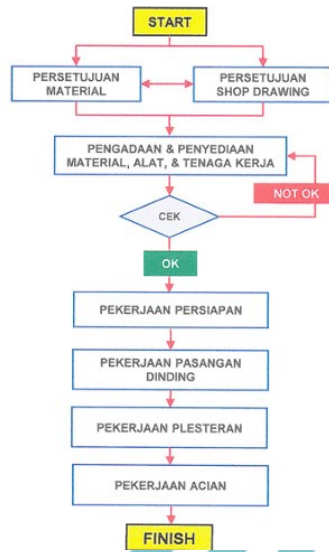 START
PERSETUJUAN
MATERIAL
PERSETUJUAN
SHOP DRAWING
PENGADAAN & PENYEDIAAN
MATERIAL, ALAT, & TENAGA KERJA
NOT OK
CEK
OK
PEKERJAAN PERSIAPAN
PEKERJAAN PASANGAN
DINDING
PEKERJAAN PLESTERAN
PEKERJAAN ACIAN
FINISH